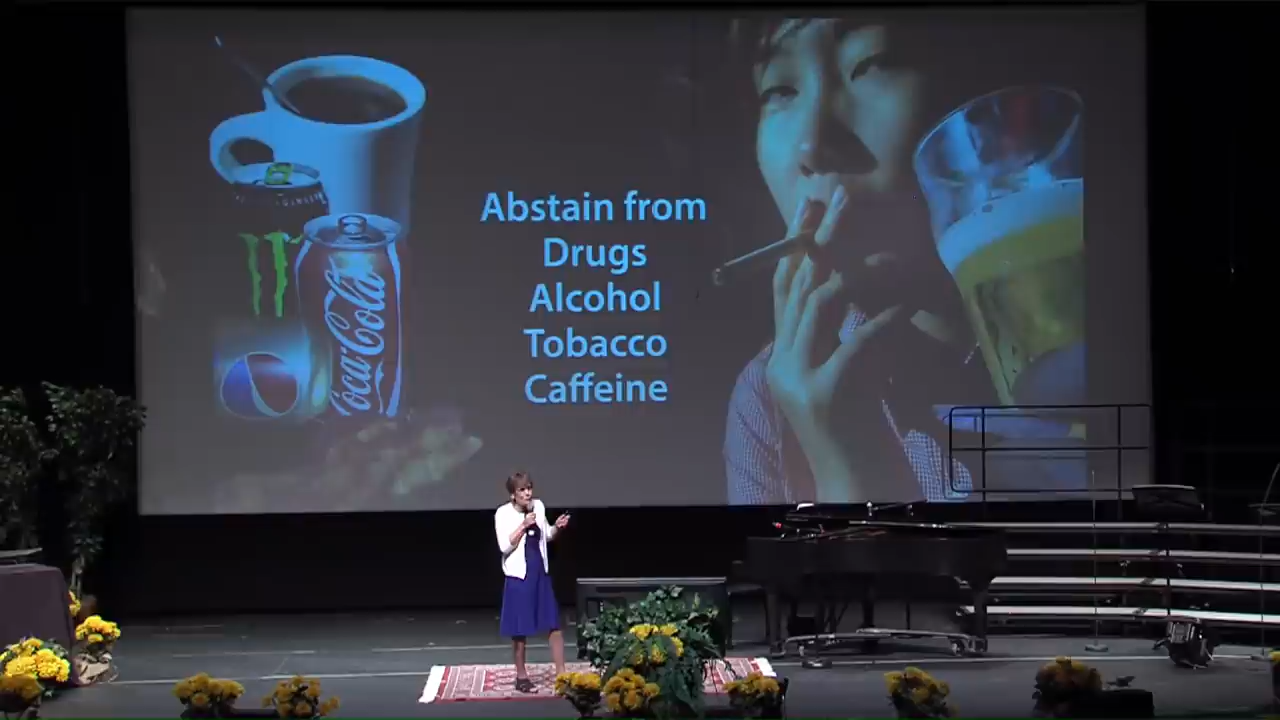 Abstain from
Drugs
Alcohol
Tobacco
Caffeine
Coca-Cola